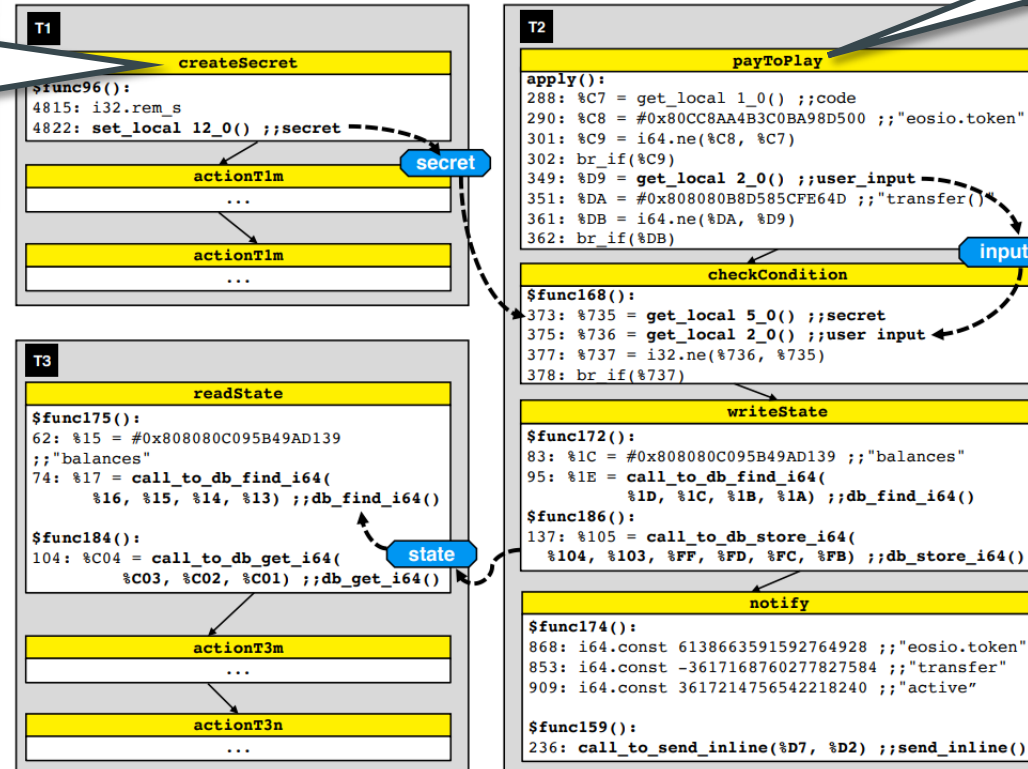 T1
createSecret
$func96():
4815: i32.rem_s
4822: set_local 12_0() ;;secret
secret
actionT1m
...
actionT1m
...
T2
payToPlay
apply():
288: %C7 = get_local 1_0() ;;code
290: %C8 = #0x80CC8AA4B3C0BA98D500 ;;"eosio.token"
301: %C9 = i64.ne(%C8, %C7)
302: br_if(%C9)
349: %D9 = get_local 2_0() ;;user_input
351: %DA = #0x808080B8D585CFE64D ;;"transfer()"
361: %DB = i64.ne(%DA, %D9)
362: br_if(%DB)
input
checkCondition
$func168():
373: %735 = get_local 5_0() ;;secret
375: %736 = get_local 2_0() ;;user input
377: %737 = i32.ne(%736, %735)
378: br_if(%737)
writeState
$func172():
83: %1C = #0x808080C095B49AD139 ;;"balances"
95: %1E = call_to_db_find_i64(
%1D, %1C, %1B, %1A) ;;db_find_i64()
$func186():
137: %105 = call_to_db_store_i64(
%104, %103, %FF, %FD, %FC, %FB) ;;db_store_i64()
notify
$func174():
868: i64.const 6138663591592764928 ;;"eosio.token"
853: i64.const -3617168760277827584 ;;"transfer"
909: i64.const 3617214756542218240 ;;"active”
$func159():
236: call_to_send_inline(%D7, %D2) ;;send_inline()
T3
readState
$func175():
62: %15 = #0x808080C095B49AD139
;;"balances"
74: %17 = call_to_db_find_i64(
%16, %15, %14, %13) ;;db_find_i64()
$func184():
104: %C04 = call_to_db_get_i64(
%C03, %C02, %C01) ;;db_get_i64()
state
actionT3m
...
actionT3n
...